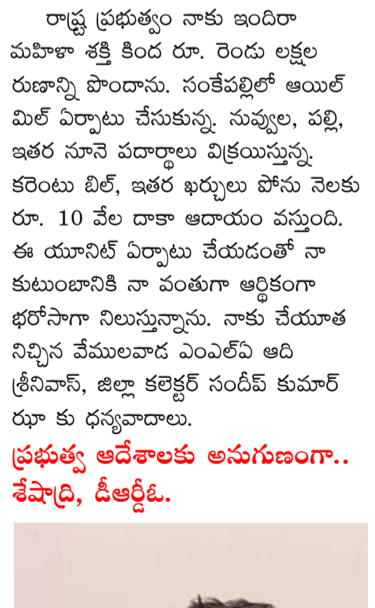 రాష్ట్ర ప్రభుత్వం నాకు ఇందిరా
మహిళా శక్తి కింద రూ. రెండు లక్షల
రుణాన్ని పొందాను. సంకేపల్లిలో ఆయిల్
మిల్ ఏర్పాటు చేసుకున్న. నువ్వుల, పల్లి,
ఇతర నూనె పదార్థాలు విక్రయిస్తున్న.
కరెంటు బిల్, ఇతర ఖర్చులు పోను నెలకు
రూ. 10 వేల దాకా ఆదాయం వస్తుంది.
ఈ యూనిట్ ఏర్పాటు చేయడంతో నా
కుటుంబానికి నా వంతుగా ఆర్థికంగా
భరోసాగా నిలుస్తున్నాను. నాకు చేయూత
నిచ్చిన వేములవాడ ఎంఎల్ఏ ఆది
శ్రీనివాస్, జిల్లా కలెక్టర్ సందీప్ కుమార్
ఝా కు ధన్యవాదాలు.
ప్రభుత్వ ఆదేశాలకు అనుగుణంగా..
శేషాద్రి, డీఆర్డీఓ.